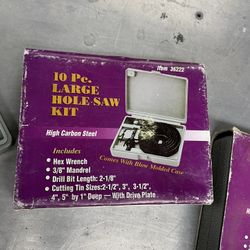 Item 36222
10 Pc.
LARGE
HOLE-SAW
KIT
High Carbon Steel
Includes
• Hex Wrench
• 3/8" Mandrel
• Drill Bit Length: 2-1/8"
• Cutting Tin Sizes: 2-1/2", 3", 3-1/2",
4", 5" by 1" Deep — With Drive Plate
Comes With Blow Molded Case